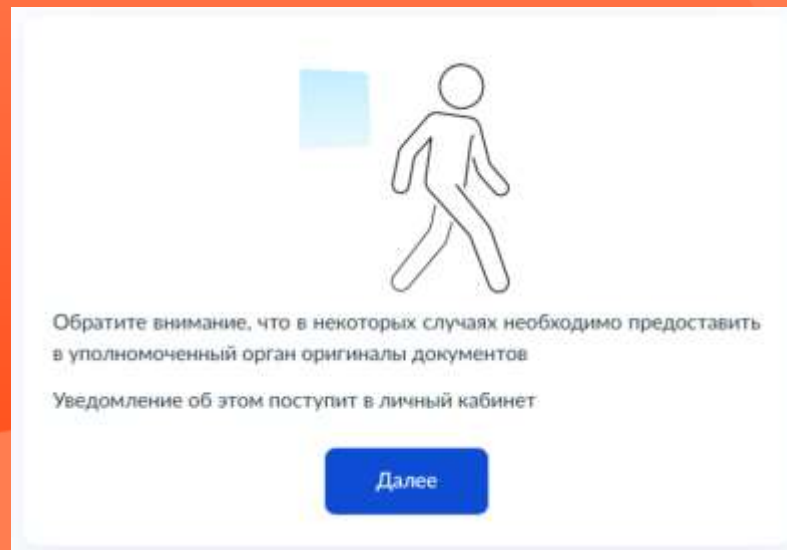 Обратите внимание, что в некоторых случаях необходимо предоставить
в уполномоченный орган оригиналы документов
Уведомление об этом поступит в личный кабинет
Далее